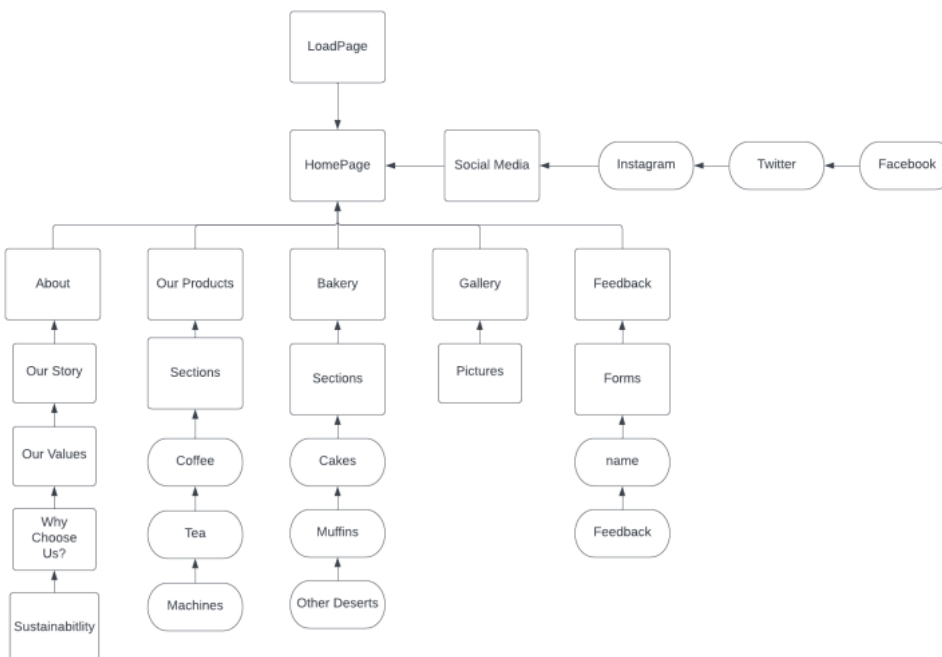 LoadPage
HomePage
Social Media
Instagram
Twitter
Facebook
About
Our Products
Bakery
Gallery
Feedback
Our Story
Sections
Sections
Pictures
Forms
Our Values
Coffee
Cakes
name
Why
Choose
Us?
Tea
Muffins
Feedback
Sustainabitlity
Machines
Other Deserts